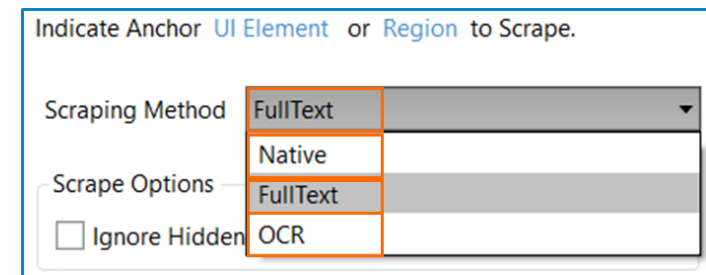 Indicate Anchor UI Element or Region to Scrape.
Scraping Method FullText
Native
Scrape Options
FullText
Ignore Hidden OCR